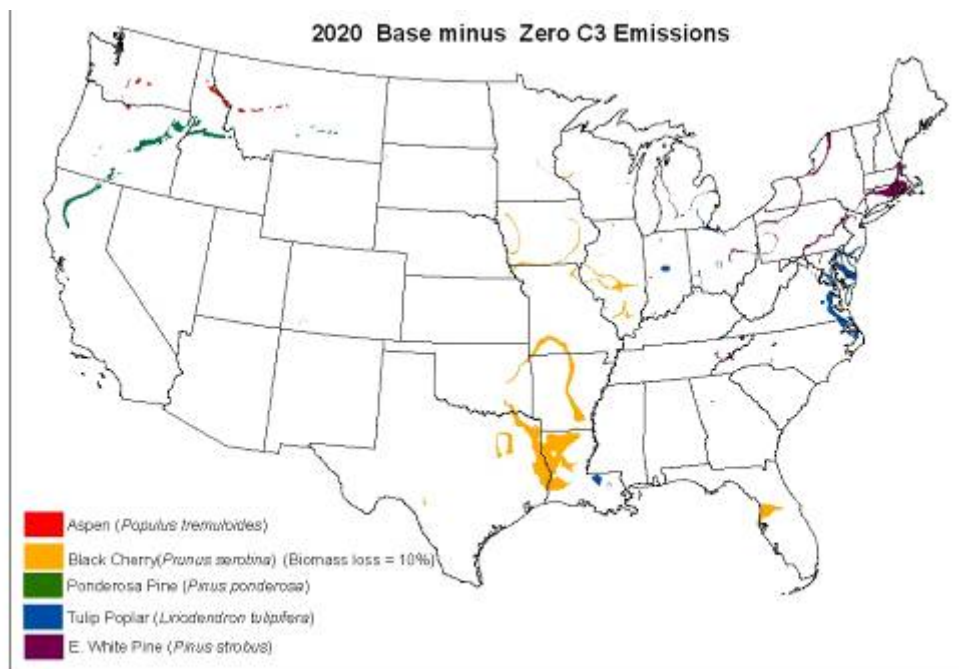 2020 Base minus Zero C3 Emissions
Aspen (Populus tremuloides)
Black Cherry(Prunus serotina) (Biomass loss = 10%)
Ponderosa Pine (Pinus ponderosa)
Tulip Poplar (Liriodendron tulipifera)
E. White Pine (Pinus strobus)